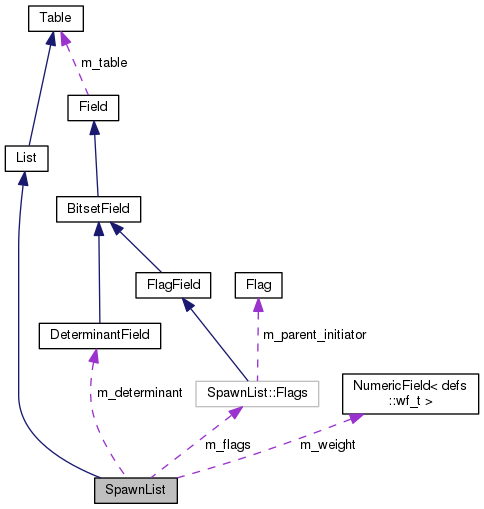 Table
m_table
Field
List
BitsetField
FlagField
Flag
DeterminantField
m_parent_initiator
m_determinant
SpawnList::Flags
NumericField< defs
::wf_t >
m_flags
m_weight
SpawnList